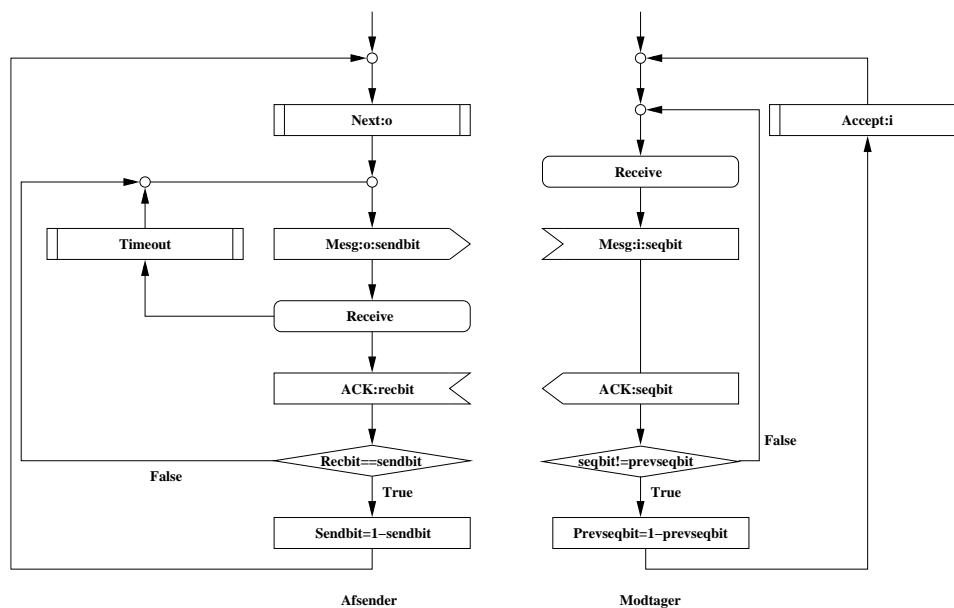 Next:o
Accept:i
Receive
Timeout
Mesg:o:sendbit
Mesg:i:seqbit
Receive
ACK:recbit
ACK:seqbit
False
Recbit==sendbit
seqbit!=prevseqbit
False
True
True
Sendbit=1−sendbit
Prevseqbit=1−prevseqbit
Afsender
Modtager